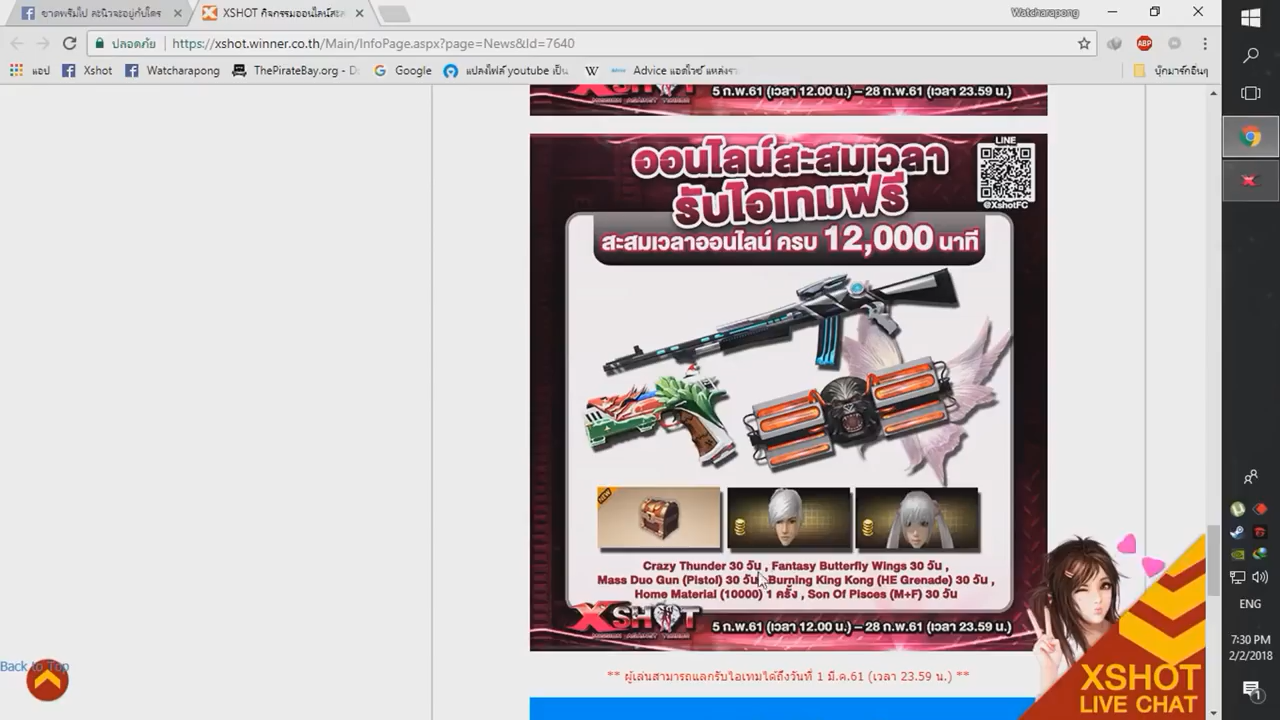 ขาดพริมไป คะนิวจะอยู่กับใคร
XSHOT กิจกรรมออนไลน์สะส
Watcharapong
ปลอดภัย
https://xshot.winner.co.th/Main/InfoPage.aspx?page=News&Id=7640
ABP
แอป
Xshot
Watcharapong
ThePirateBay.org - D
Google
แปลงไฟล์ youtube เป็น
W
Advice แอดไวซ์ แหล่งร
บุ๊กมาร์กอื่นๆ
5 ก.พ.61 (เวลา 12.00 น.) – 28 ก.พ.61 (เวลา 23.59 น.)
ออนไลน์สะสมเวลา
รับไอเทมฟรี
LINE
@XshotFC
สะสมเวลาออนไลน์ ครบ 12,000 นาที
NEW
Crazy Thunder 30 วัน , Fantasy Butterfly Wings 30 วัน ,
Mass Duo Gun (Pistol) 30 วัน , Burning King Kong (HE Grenade) 30 วัน ,
Home Material (10000) 1 ครั้ง , Son Of Pisces (M+F) 30 วัน
XSHOT
MISSION AGAINST TERROR
5 ก.พ.61 (เวลา 12.00 น.) – 28 ก.พ.61 (เวลา 23.59 น.)
** ผู้เล่นสามารถแลกรับไอเทมได้ถึงวันที่ 1 มี.ค.61 (เวลา 23.59 น.) **
Back to Top
XSHOT
LIVE CHAT
ENG
7:30 PM
2/2/2018
1